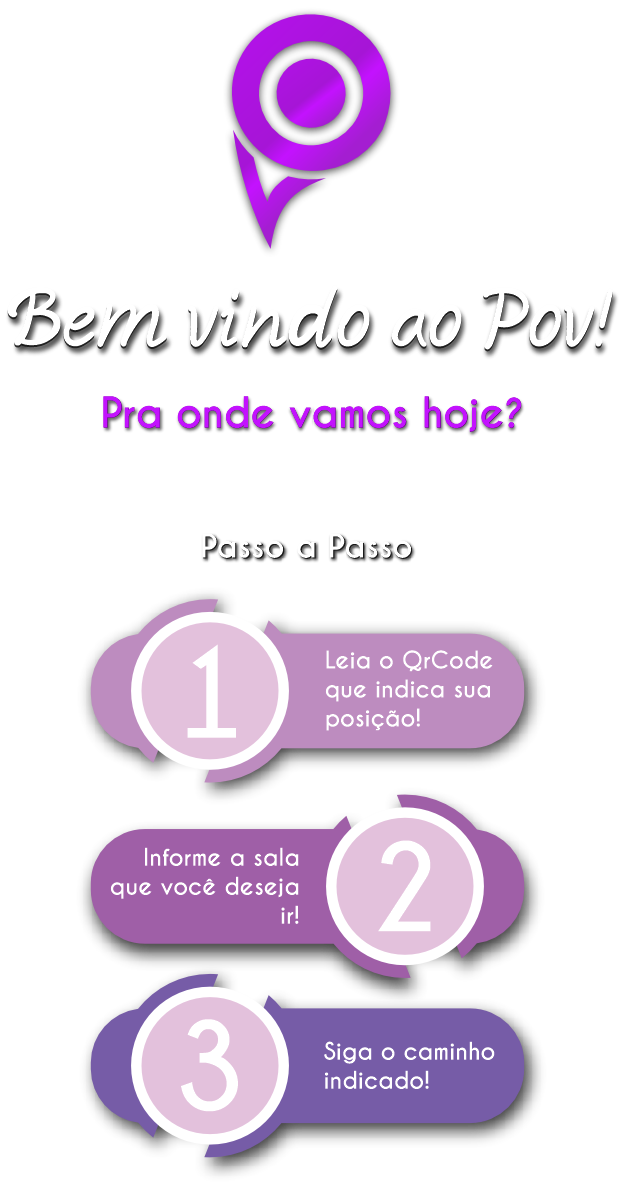 Bem vindo ao Pov!
Pra onde vamos hoje?
Passo a Passo
1
Leia o QrCode
que indica sua
posição!
Informe a sala
que você deseja
ir!
2
3
Siga o caminho
indicado!